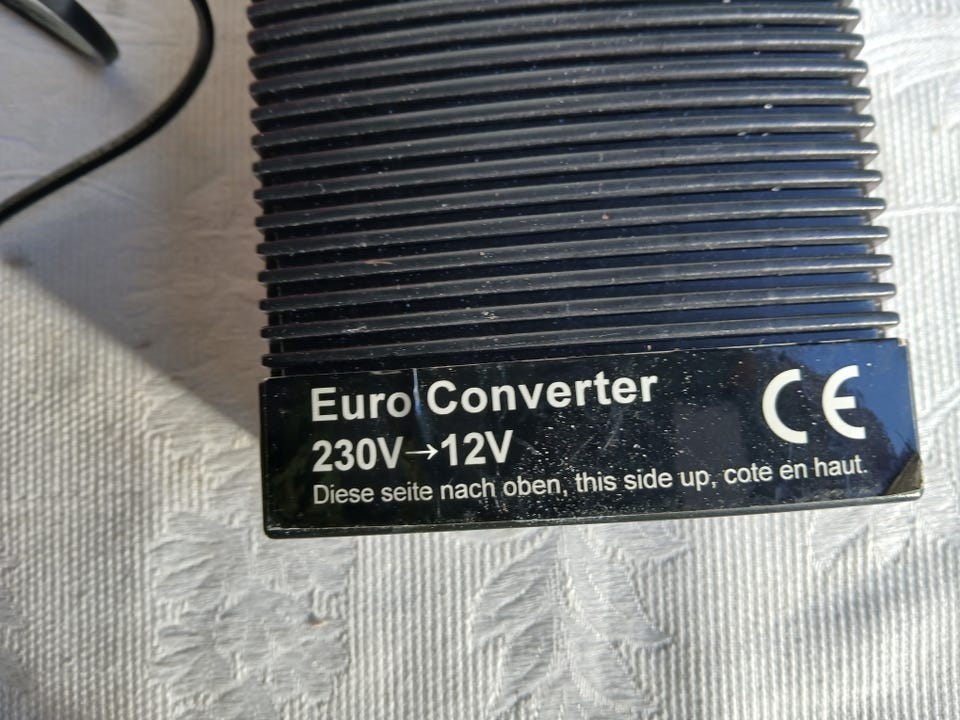 Euro Converter
CE
230V→12V
Diese seite nach oben, this side up, cote en haut.